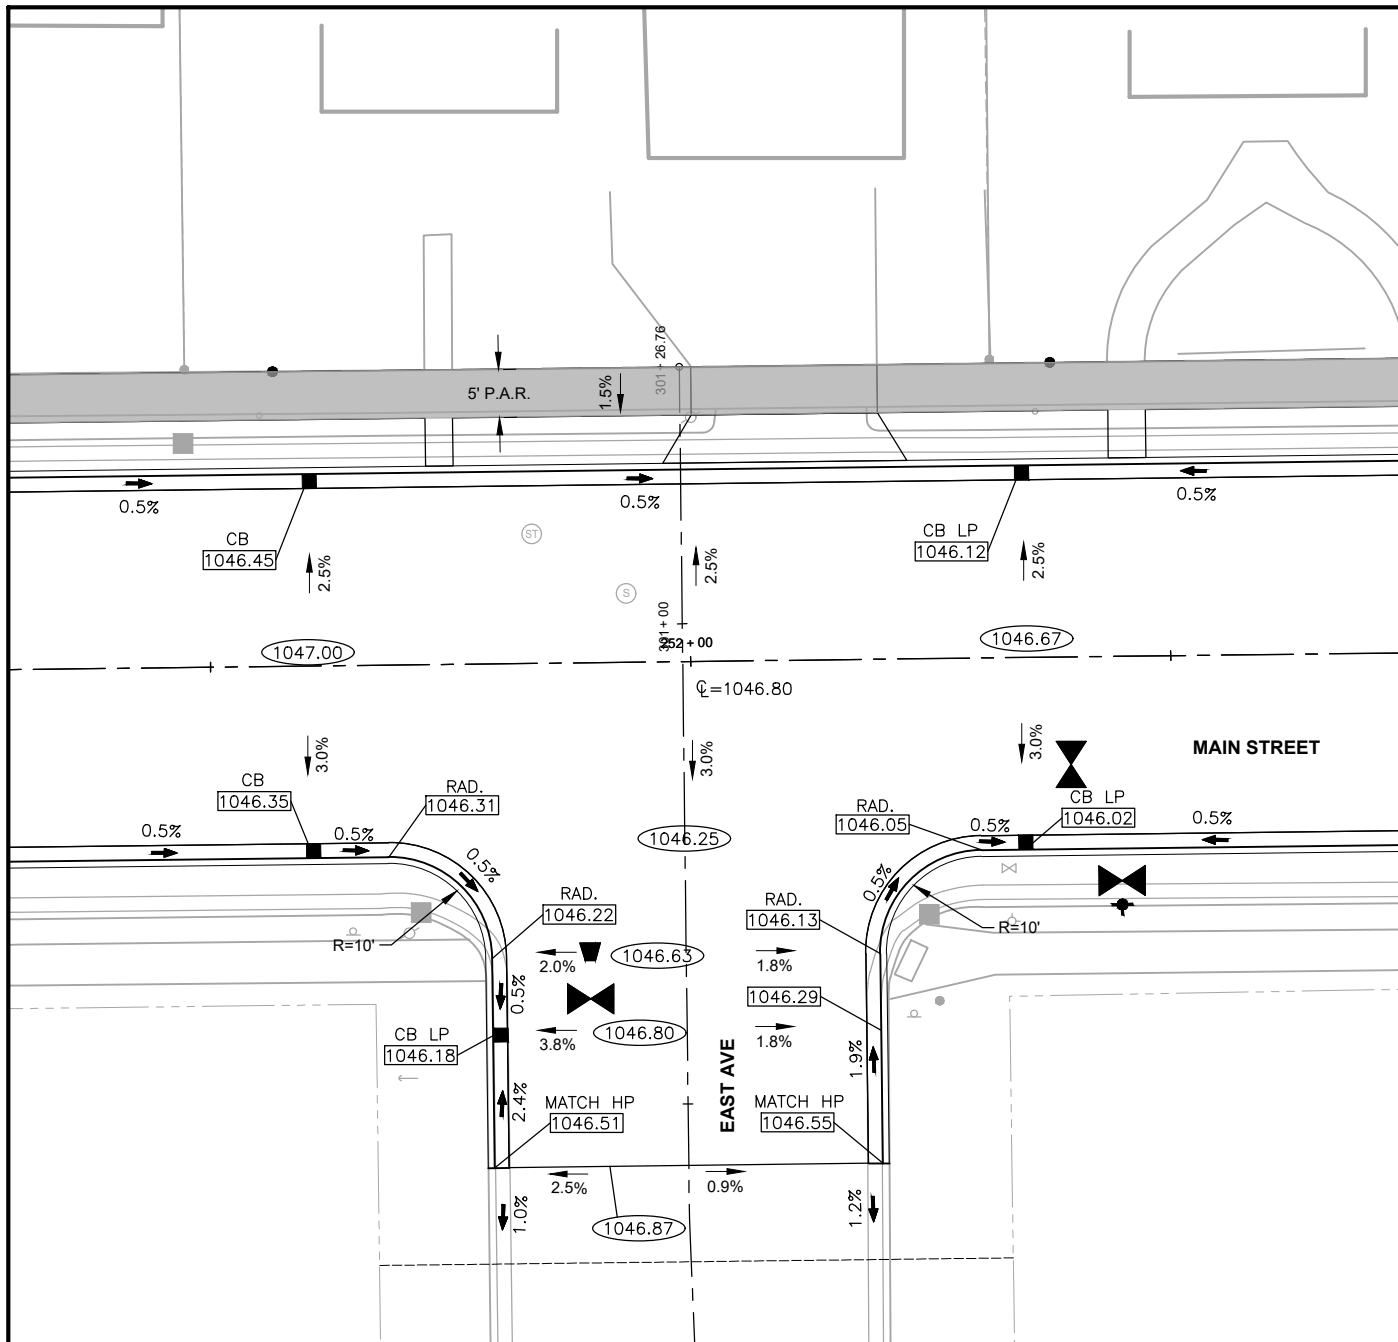 301 + 26.76
5' P.A.R.
1.5%
0.5%
0.5%
0.5%
CB
1046.45
ST
CB LP
1046.12
2.5%
2.5%
2.5%
S
301 + 00
252 + 00
1047.00
1046.67
℄=1046.80
3.0%
3.0%
3.0%
MAIN STREET
CB
1046.35
RAD.
1046.31
CB LP
1046.02
RAD.
1046.05
0.5%
0.5%
1046.25
0.5%
0.5%
0.5%
0.5%
RAD.
1046.22
RAD.
1046.13
R=10'
R=10'
1046.63
2.0%
1.8%
0.5%
1046.29
CB LP
1046.18
1046.80
3.8%
1.8%
EAST AVE
1.9%
2.4%
MATCH HP
1046.51
MATCH HP
1046.55
2.5%
0.9%
1.0%
1.2%
1046.87